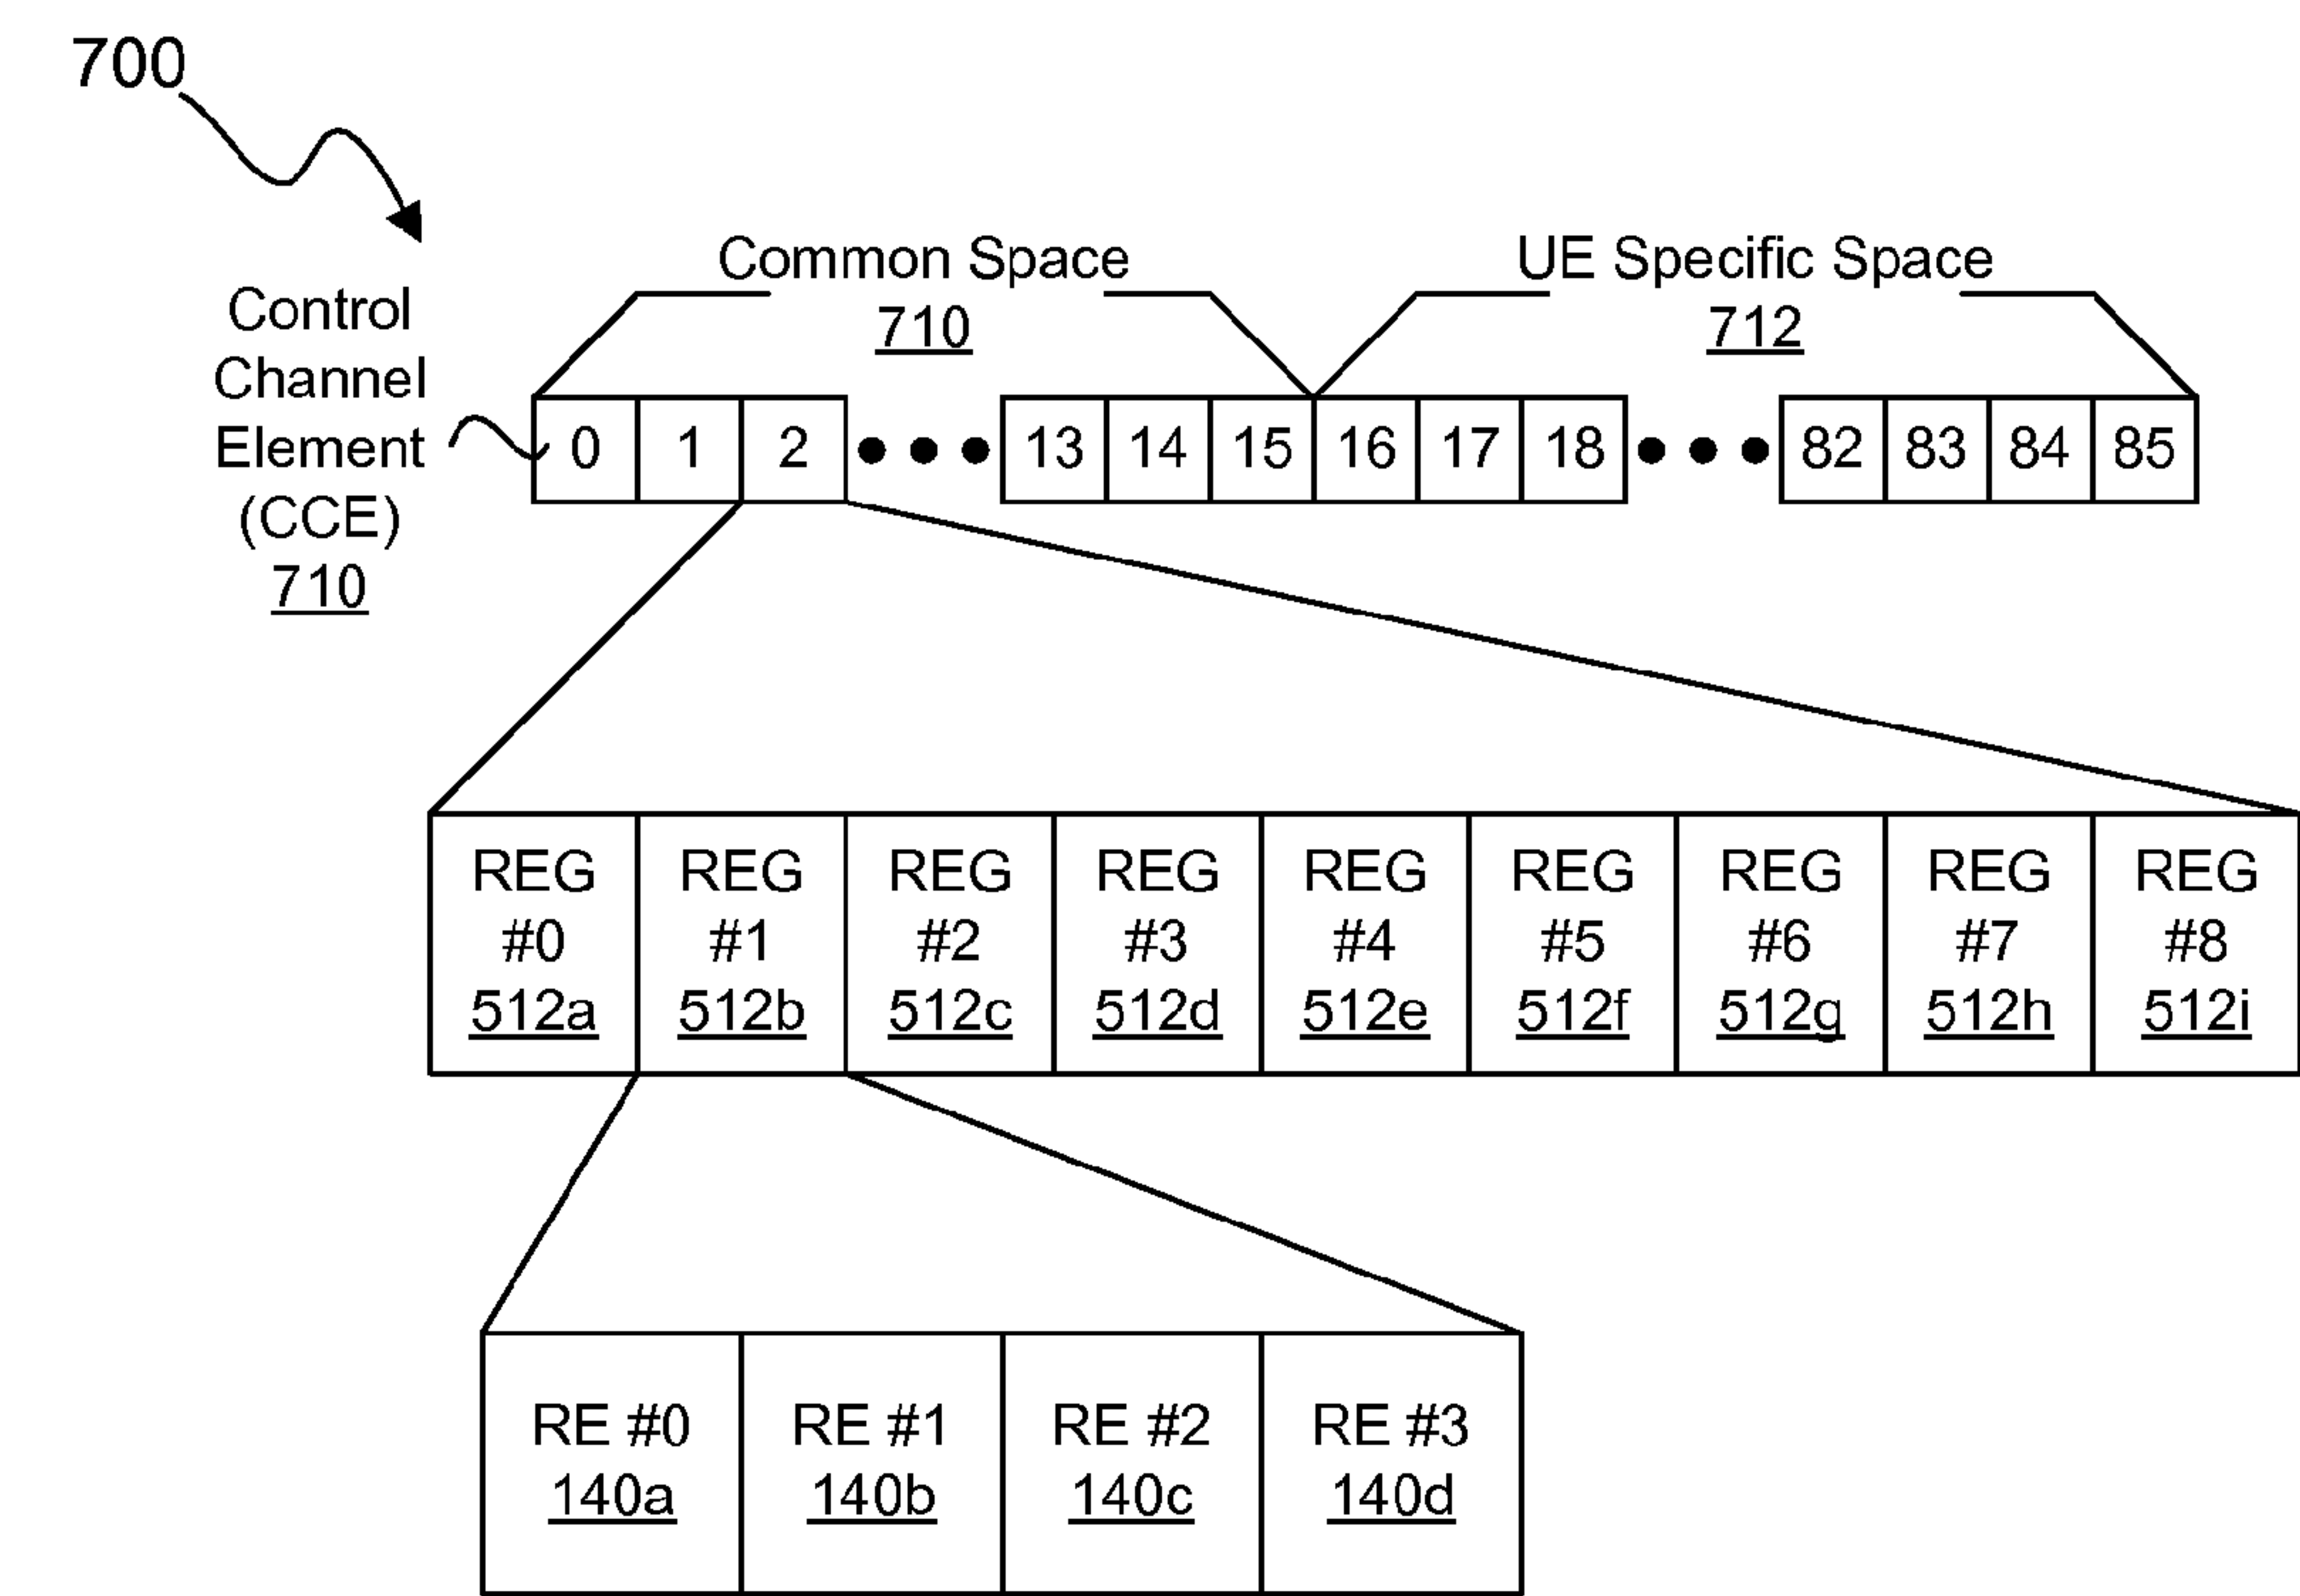 700
Common Space
710
UE Specific Space
712
Control
Channel
Element
(CCE)
710
0 1 2 ••• 13 14 15 16 17 18 ••• 82 83 84 85
REG REG REG REG REG REG REG REG REG
#0 #1 #2 #3 #4 #5 #6 #7 #8
512a 512b 512c 512d 512e 512f 512g 512h 512i
RE #0 RE #1 RE #2 RE #3
140a 140b 140c 140d